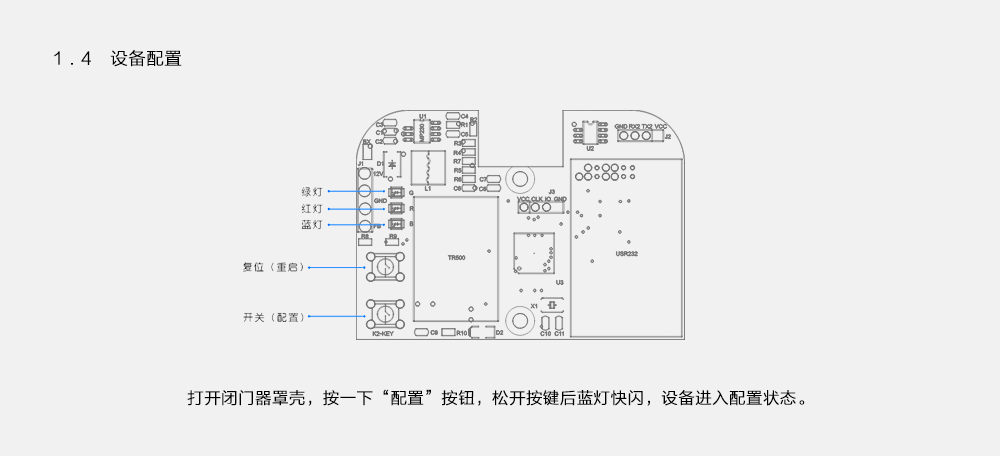 1.4 设备配置
U1
C4
C3
R1
C1
MP230
C5
C2
GND RX2 TX2 VCC
J2
U2
R3
R4
D1
R7
J1
12V
R5
R6
C7
L1
C6
C8
绿灯
G
J3
GND
VCC CLK IO GND
红灯
R
蓝灯
B
R8
R9
TR500
USR232
复位（重启）
U3
X1
开关（配置）
K2-KEY
C9
R10
D2
C10
C11
打开闭门器罩壳，按一下“配置”按钮，松开按键后蓝灯快闪，设备进入配置状态。